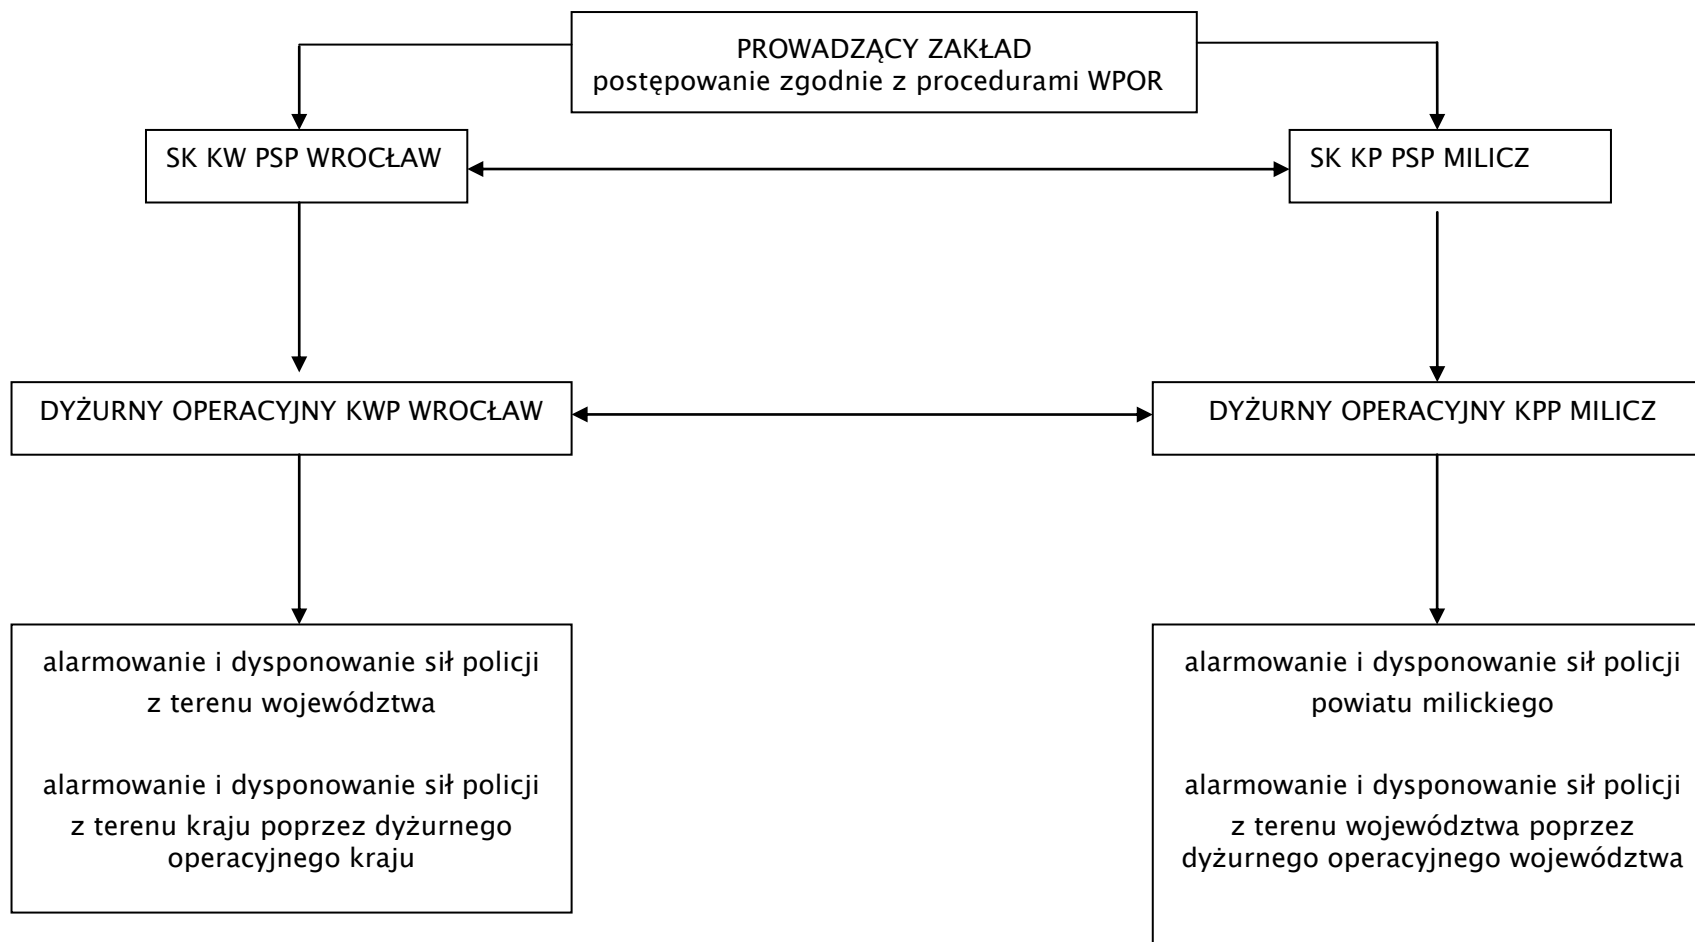 PROWADZĄCY ZAKŁAD
postępowanie zgodnie z procedurami WPOR
SK KW PSP WROCŁAW
SK KP PSP MILICZ
DYŻURNY OPERACYJNY KWP WROCŁAW
DYŻURNY OPERACYJNY KPP MILICZ
alarmowanie i dysponowanie sił policji
z terenu województwa
alarmowanie i dysponowanie sił policji
z terenu kraju poprzez dyżurnego
operacyjnego kraju
alarmowanie i dysponowanie sił policji
powiatu milickiego
alarmowanie i dysponowanie sił policji
z terenu województwa poprzez
dyżurnego operacyjnego województwa